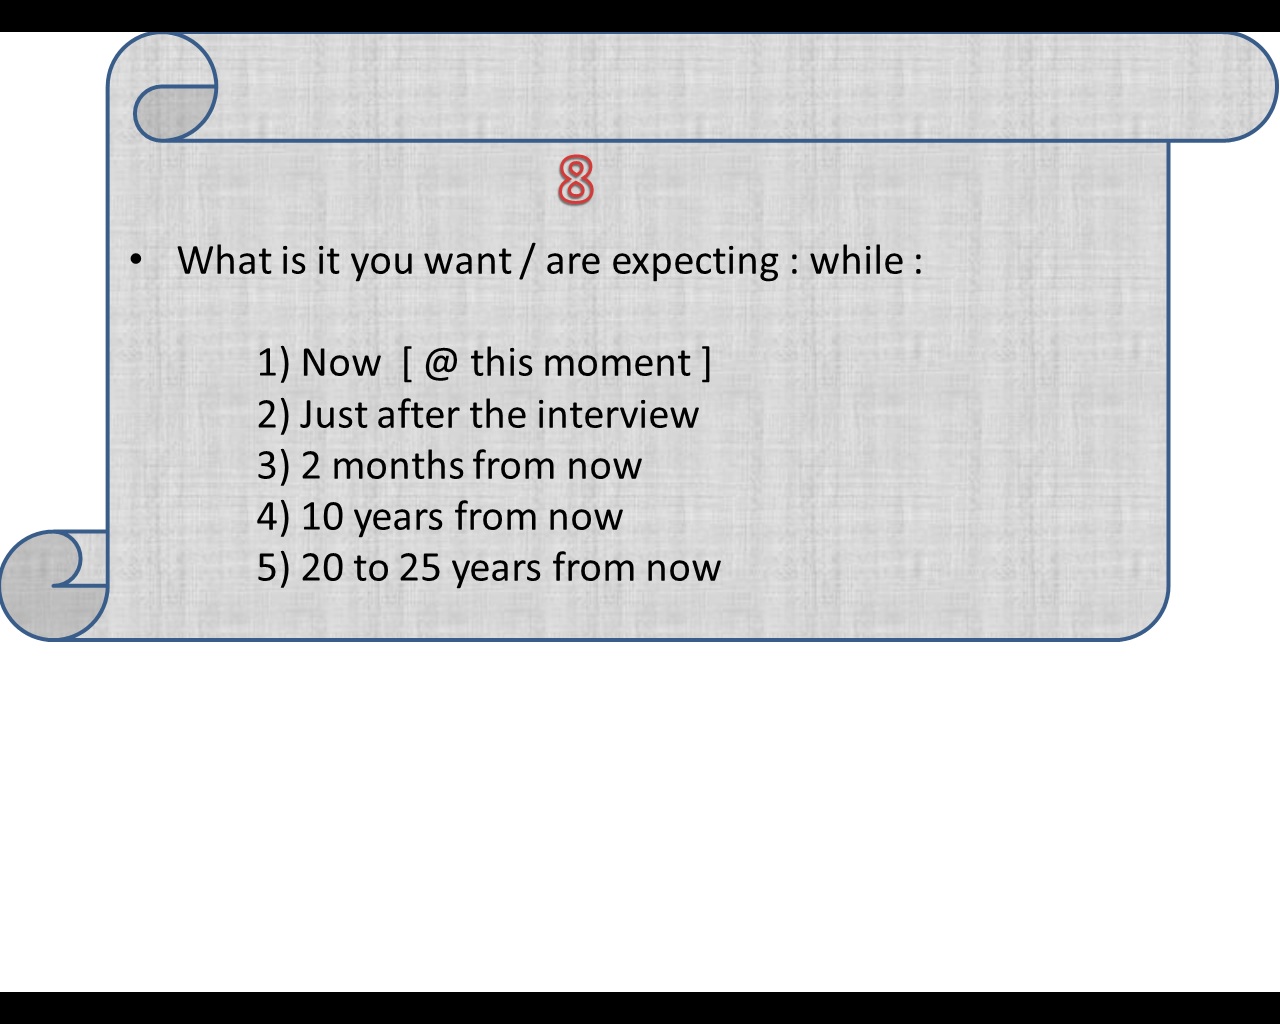 8
• What is it you want / are expecting : while :
1) Now [ @ this moment ]
2) Just after the interview
3) 2 months from now
4) 10 years from now
5) 20 to 25 years from now